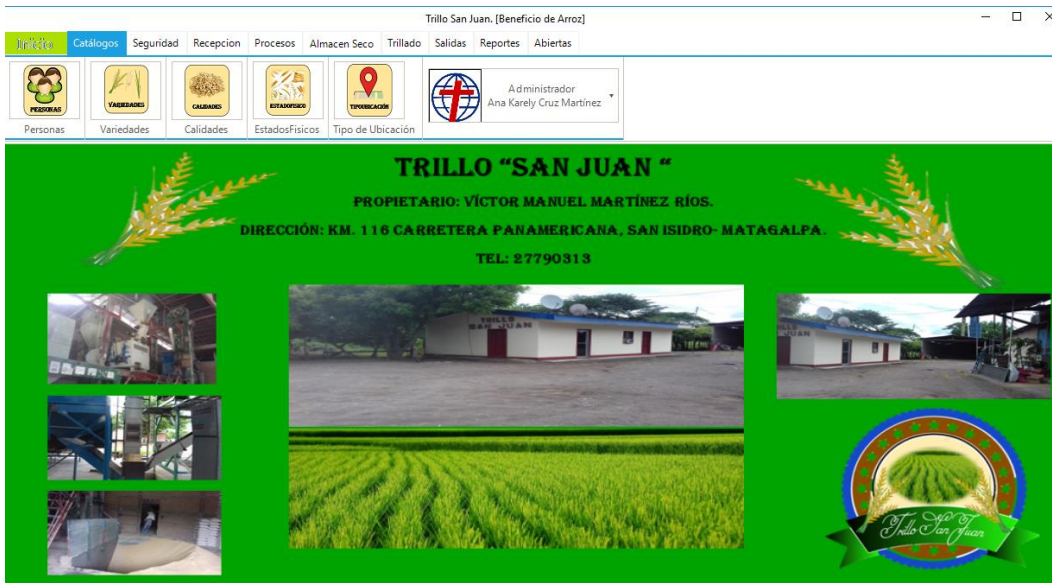 Trillo San Juan. [Beneficio de Arroz]
Inicio Catálogos Seguridad Recepcion Procesos Almacen Seco Trillado Salidas Reportes Abiertas
PERSONAS VARIEDADES CALIDADES ESTADOFISICO TIPOUBICACIÓN
Administrador
Ana Karely Cruz Martínez
Personas Variedades Calidades EstadosFisicos Tipo de Ubicación
TRILLO “SAN JUAN “
PROPIETARIO: VÍCTOR MANUEL MARTÍNEZ RÍOS.
DIRECCIÓN: KM. 116 CARRETERA PANAMERICANA, SAN ISIDRO- MATAGALPA.
TEL: 27790313
TRILLO
SAN JUAN
TRILLO
SAN JUAN
Trillo San Juan